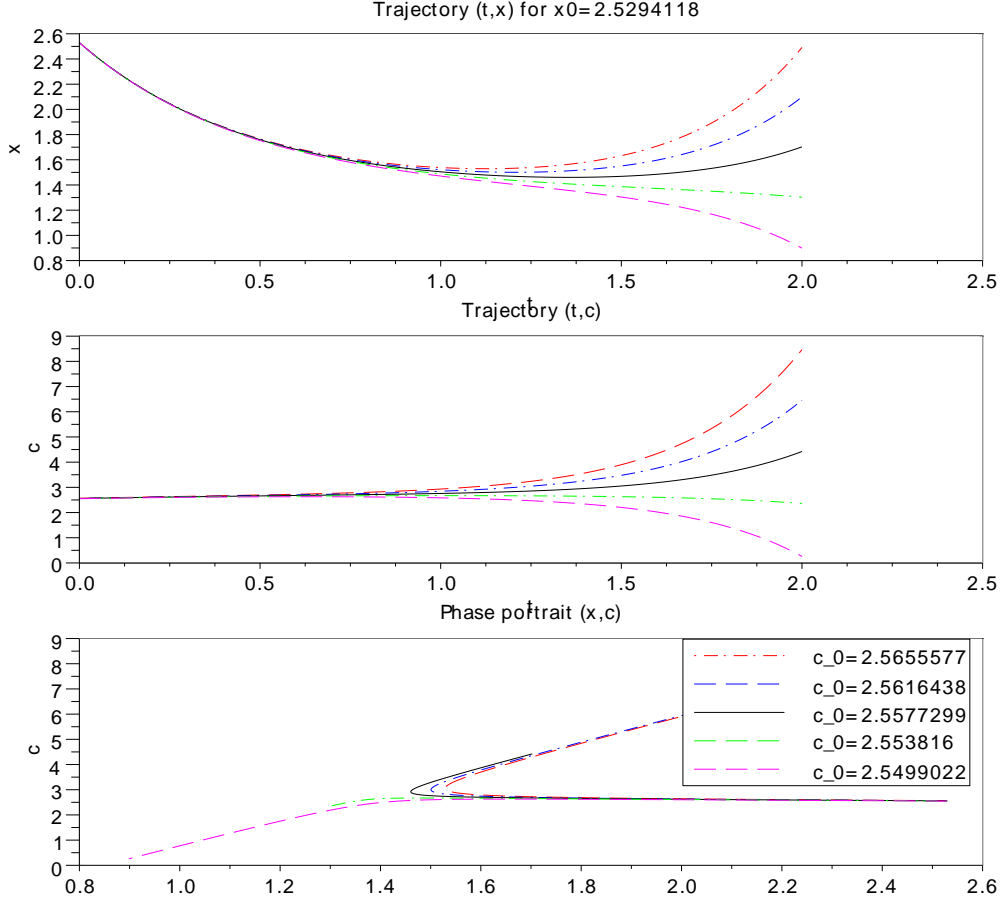 Trajectory (t,x) for x0=2.5294118
2.6
2.4
2.2
2.0
1.8
1.6
1.4
1.2
1.0
0.8
x
0.0 0.5 1.0 1.5 2.0 2.5
t
Trajectory (t,c)
9
8
7
6
5
4
3
2
1
0
c
0.0 0.5 1.0 1.5 2.0 2.5
t
Phase portrait (x,c)
9
8
7
6
5
4
3
2
1
0
c
c_0=2.5655577
c_0=2.5616438
c_0=2.5577299
c_0=2.553816
c_0=2.5499022
0.8 1.0 1.2 1.4 1.6 1.8 2.0 2.2 2.4 2.6